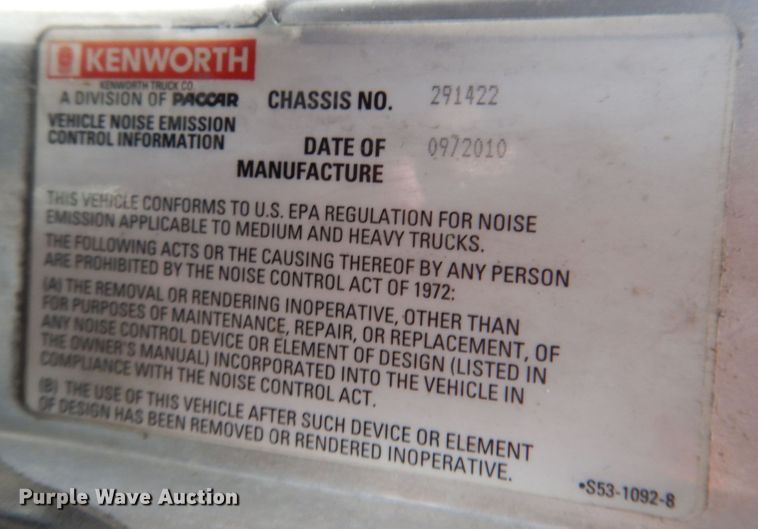 KENWORTH
KENWORTH TRUCK CO.
A DIVISION OF PACCAR
VEHICLE NOISE EMISSION
CONTROL INFORMATION
CHASSIS NO. 291422
DATE OF MANUFACTURE 09/2010
THIS VEHICLE CONFORMS TO U.S. EPA REGULATION FOR NOISE
EMISSION APPLICABLE TO MEDIUM AND HEAVY TRUCKS.
THE FOLLOWING ACTS OR THE CAUSING THEREOF BY ANY PERSON
ARE PROHIBITED BY THE NOISE CONTROL ACT OF 1972:
(A) THE REMOVAL OR RENDERING INOPERATIVE, OTHER THAN
FOR PURPOSES OF MAINTENANCE, REPAIR, OR REPLACEMENT, OF
ANY NOISE CONTROL DEVICE OR ELEMENT OF DESIGN (LISTED IN
THE OWNER'S MANUAL) INCORPORATED INTO THE VEHICLE IN
COMPLIANCE WITH THE NOISE CONTROL ACT.
(B) THE USE OF THIS VEHICLE AFTER SUCH DEVICE OR ELEMENT
OF DESIGN HAS BEEN REMOVED OR RENDERED INOPERATIVE.
•S53-1092-8
Purple Wave Auction